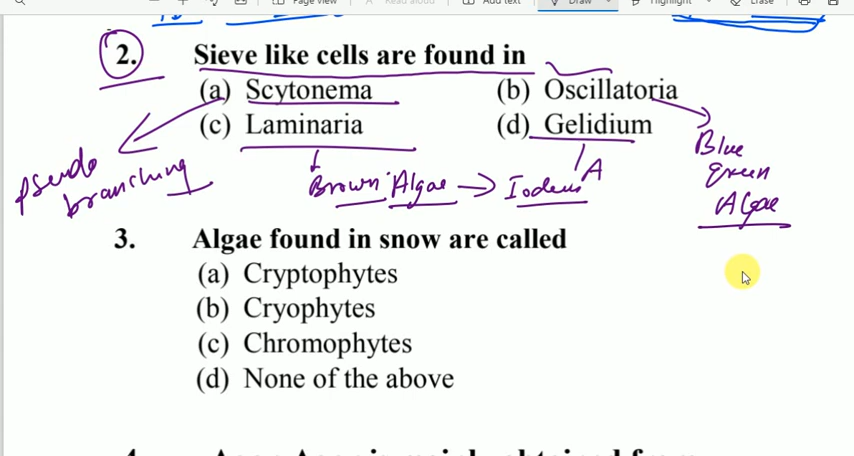 Page view A Read aloud Add text Draw Highlight Erase
2. Sieve like cells are found in
(a) Scytonema (b) Oscillatoria
(c) Laminaria (d) Gelidium
pseudo branching
Brown Algae → Iodeus
A
Blue
green
Algae
3. Algae found in snow are called
(a) Cryptophytes
(b) Cryophytes
(c) Chromophytes
(d) None of the above